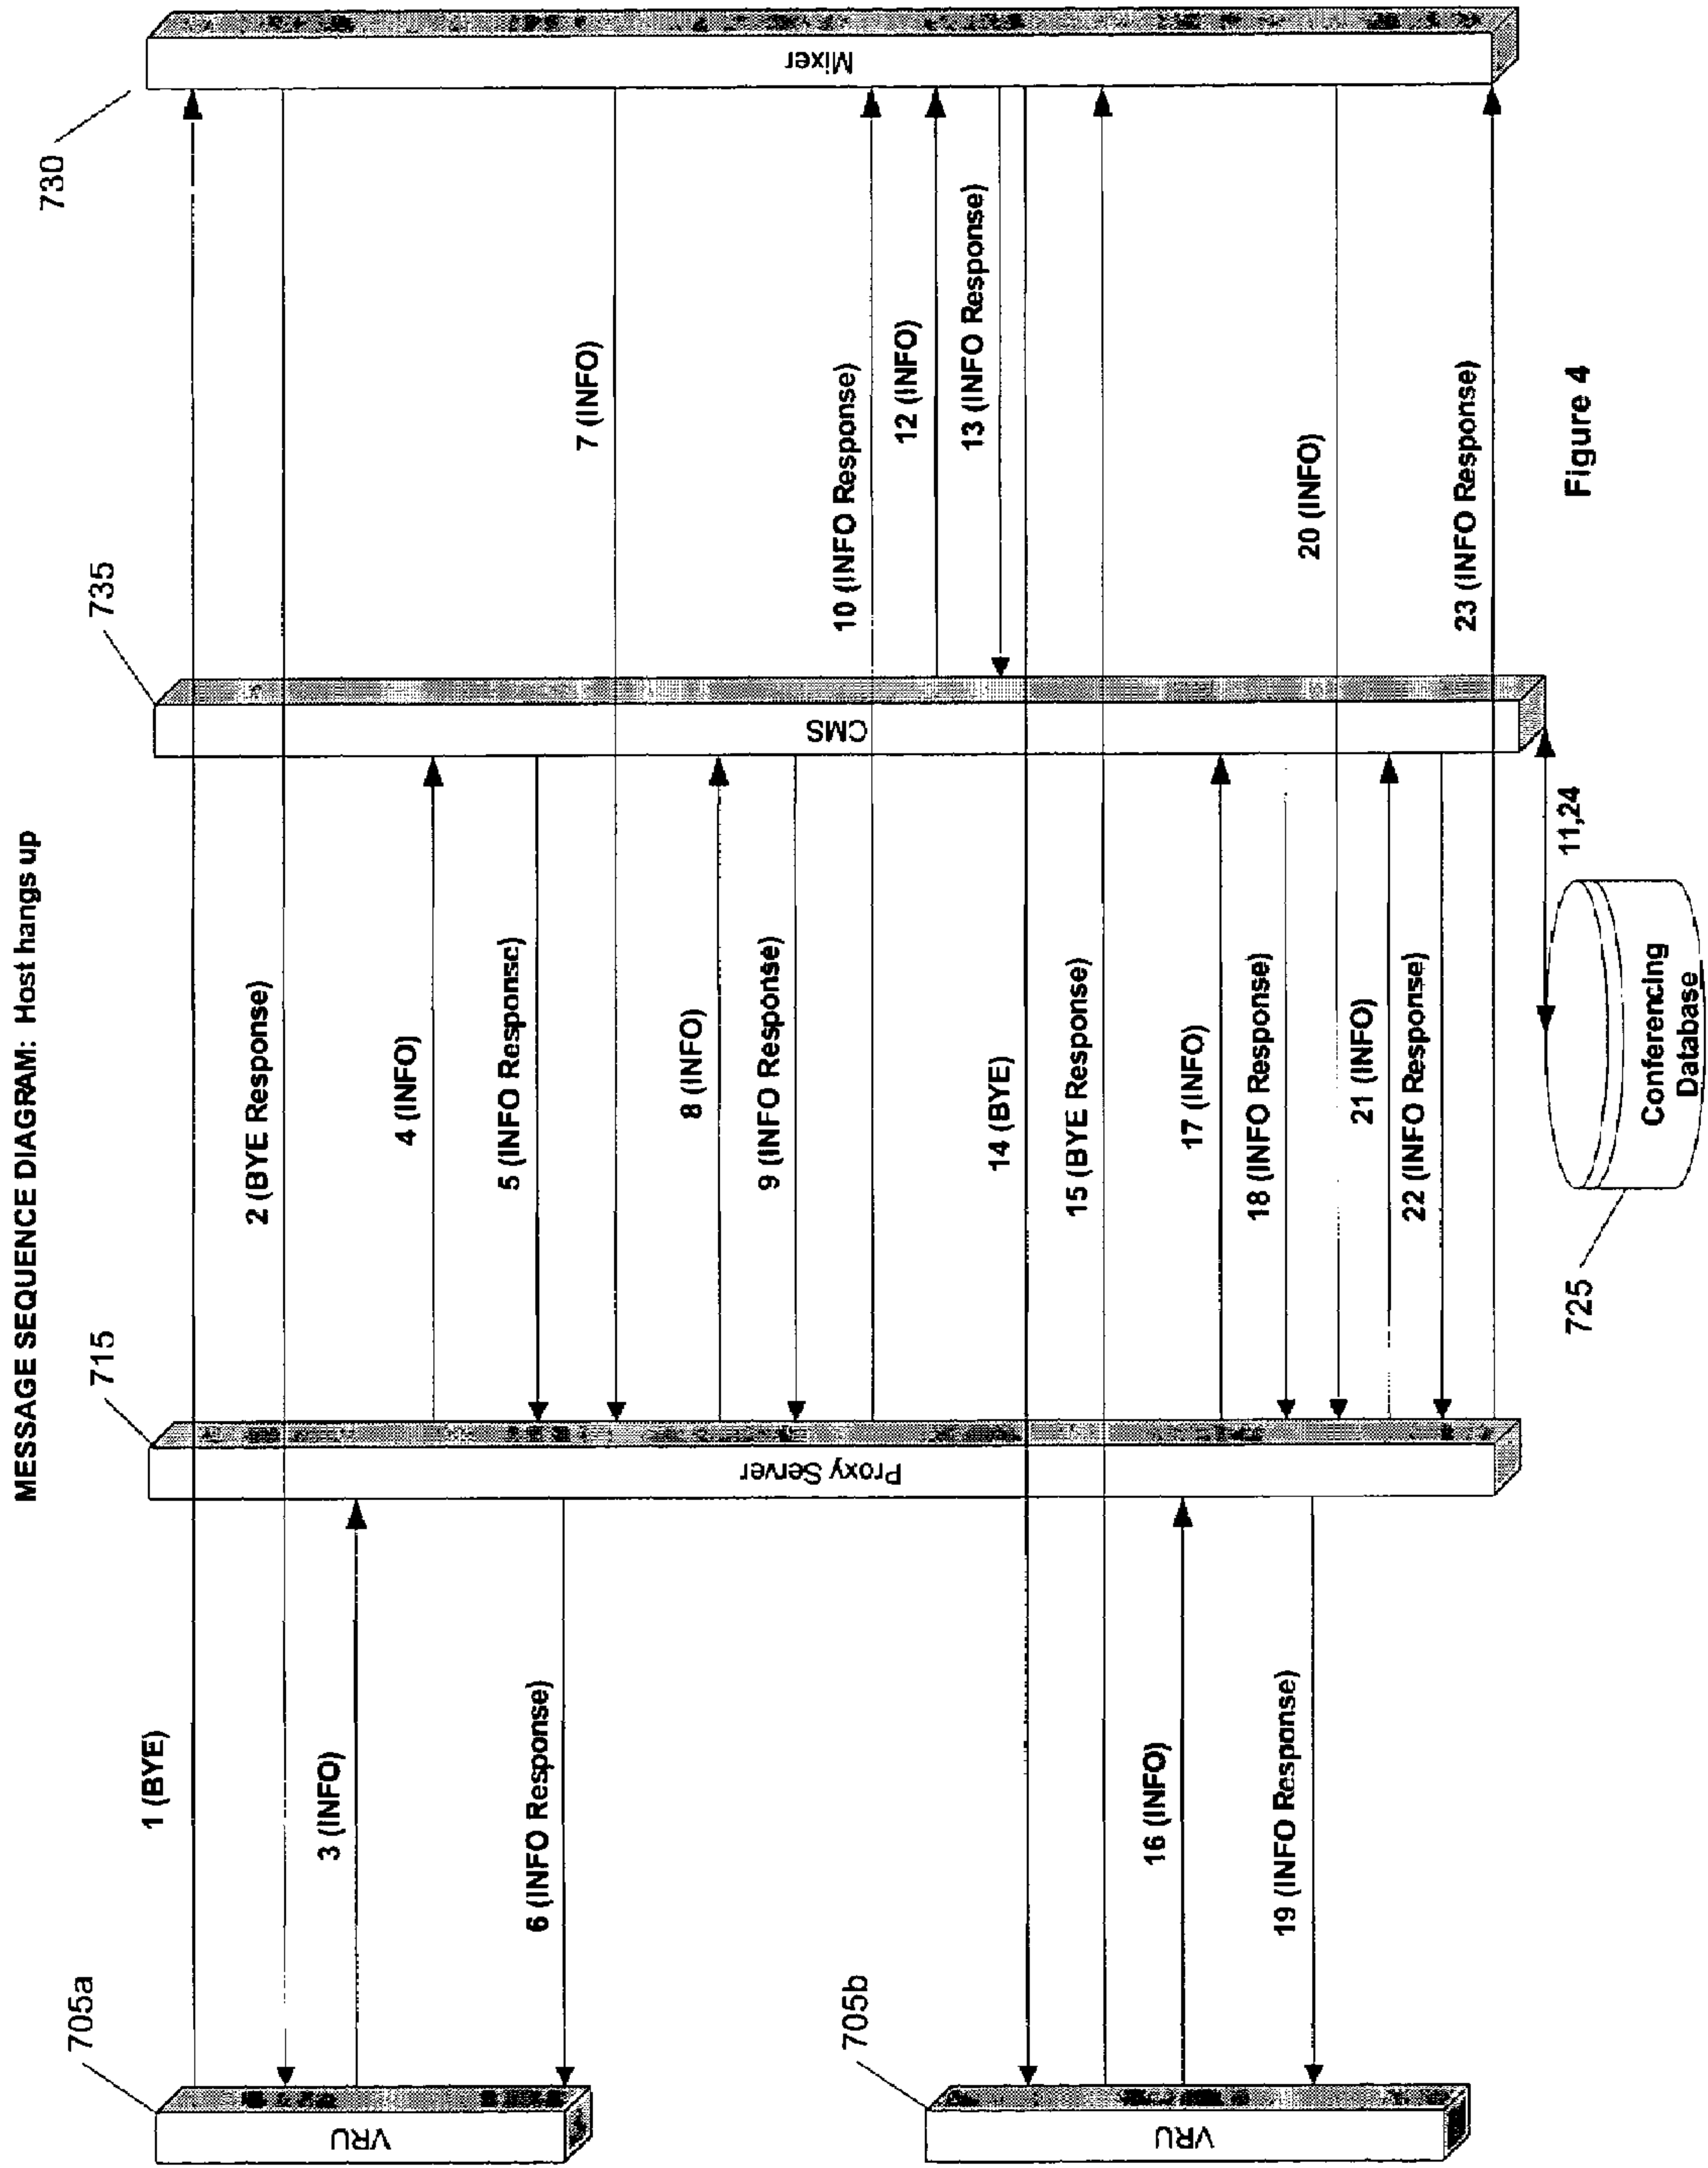 MESSAGE SEQUENCE DIAGRAM: Host hangs up
705a
715
735
730
VRU
Proxy Server
CMS
Mixer
1 (BYE)
2 (BYE Response)
3 (INFO)
4 (INFO)
5 (INFO Response)
6 (INFO Response)
7 (INFO)
8 (INFO)
9 (INFO Response)
10 (INFO Response)
12 (INFO)
13 (INFO Response)
705b
VRU
14 (BYE)
15 (BYE Response)
16 (INFO)
17 (INFO)
18 (INFO Response)
19 (INFO Response)
20 (INFO)
21 (INFO)
22 (INFO Response)
23 (INFO Response)
11,24
725
Conferencing
Database
Figure 4